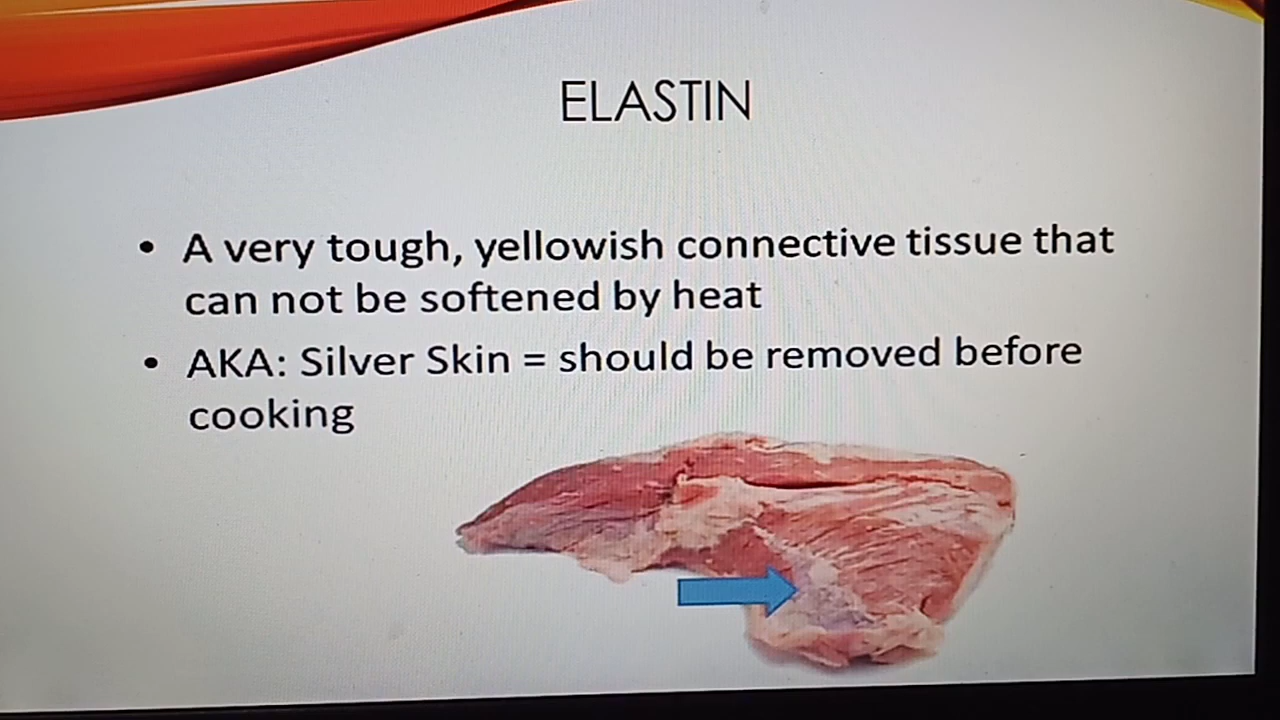 ELASTIN
• A very tough, yellowish connective tissue that
can not be softened by heat
• AKA: Silver Skin = should be removed before
cooking